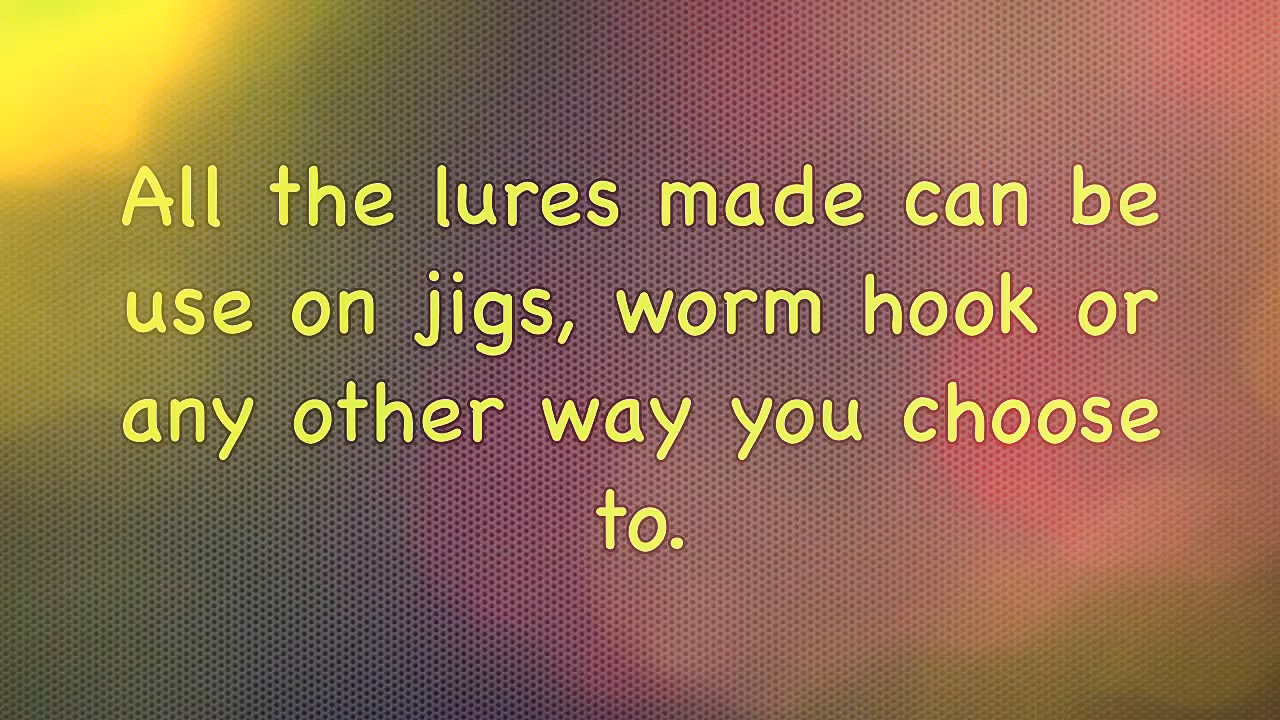 All the lures made can be
use on jigs, worm hook or
any other way you choose
to.